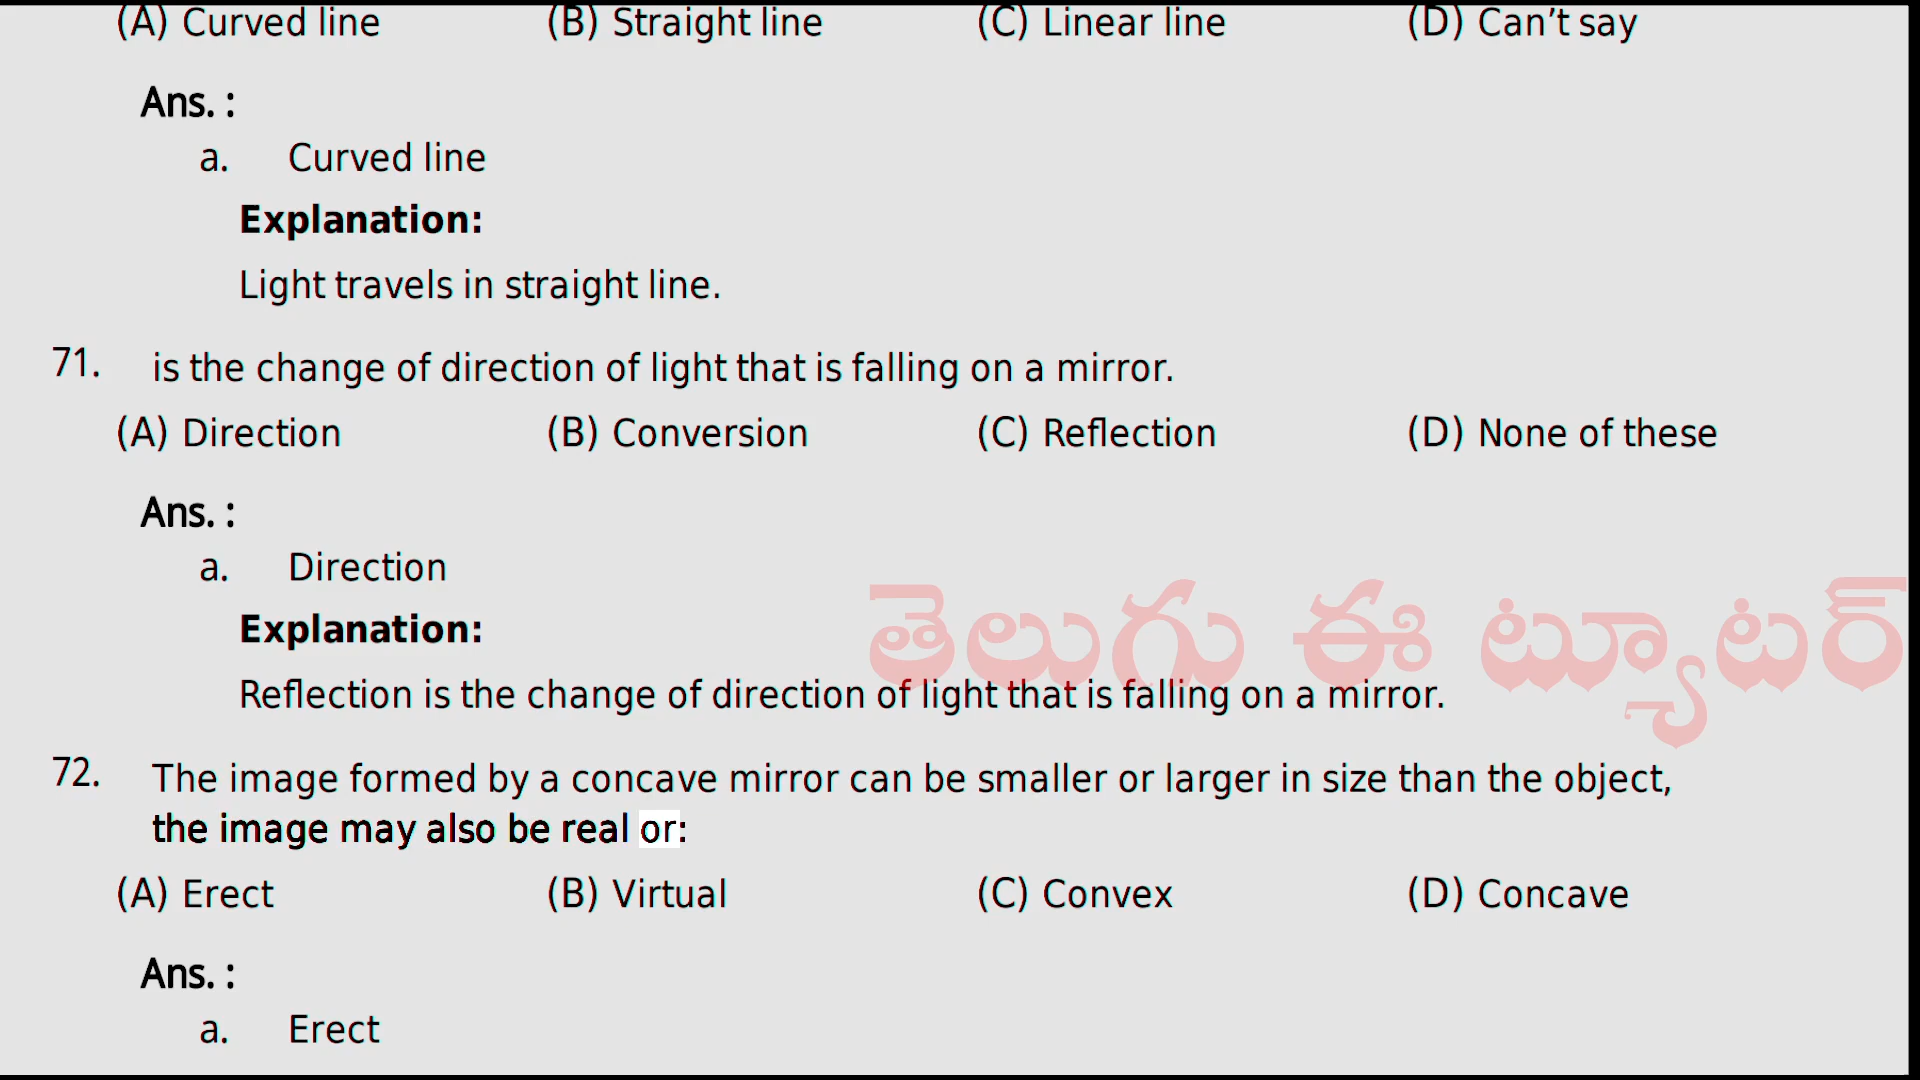 (A) Curved line (B) Straight line (C) Linear line (D) Can’t say
Ans. :
a. Curved line
Explanation:
Light travels in straight line.
71. is the change of direction of light that is falling on a mirror.
(A) Direction (B) Conversion (C) Reflection (D) None of these
Ans. :
a. Direction
Explanation:
తెలుగు ఈ ట్యూటర్
Reflection is the change of direction of light that is falling on a mirror.
72. The image formed by a concave mirror can be smaller or larger in size than the object,
the image may also be real or:
(A) Erect (B) Virtual (C) Convex (D) Concave
Ans. :
a. Erect